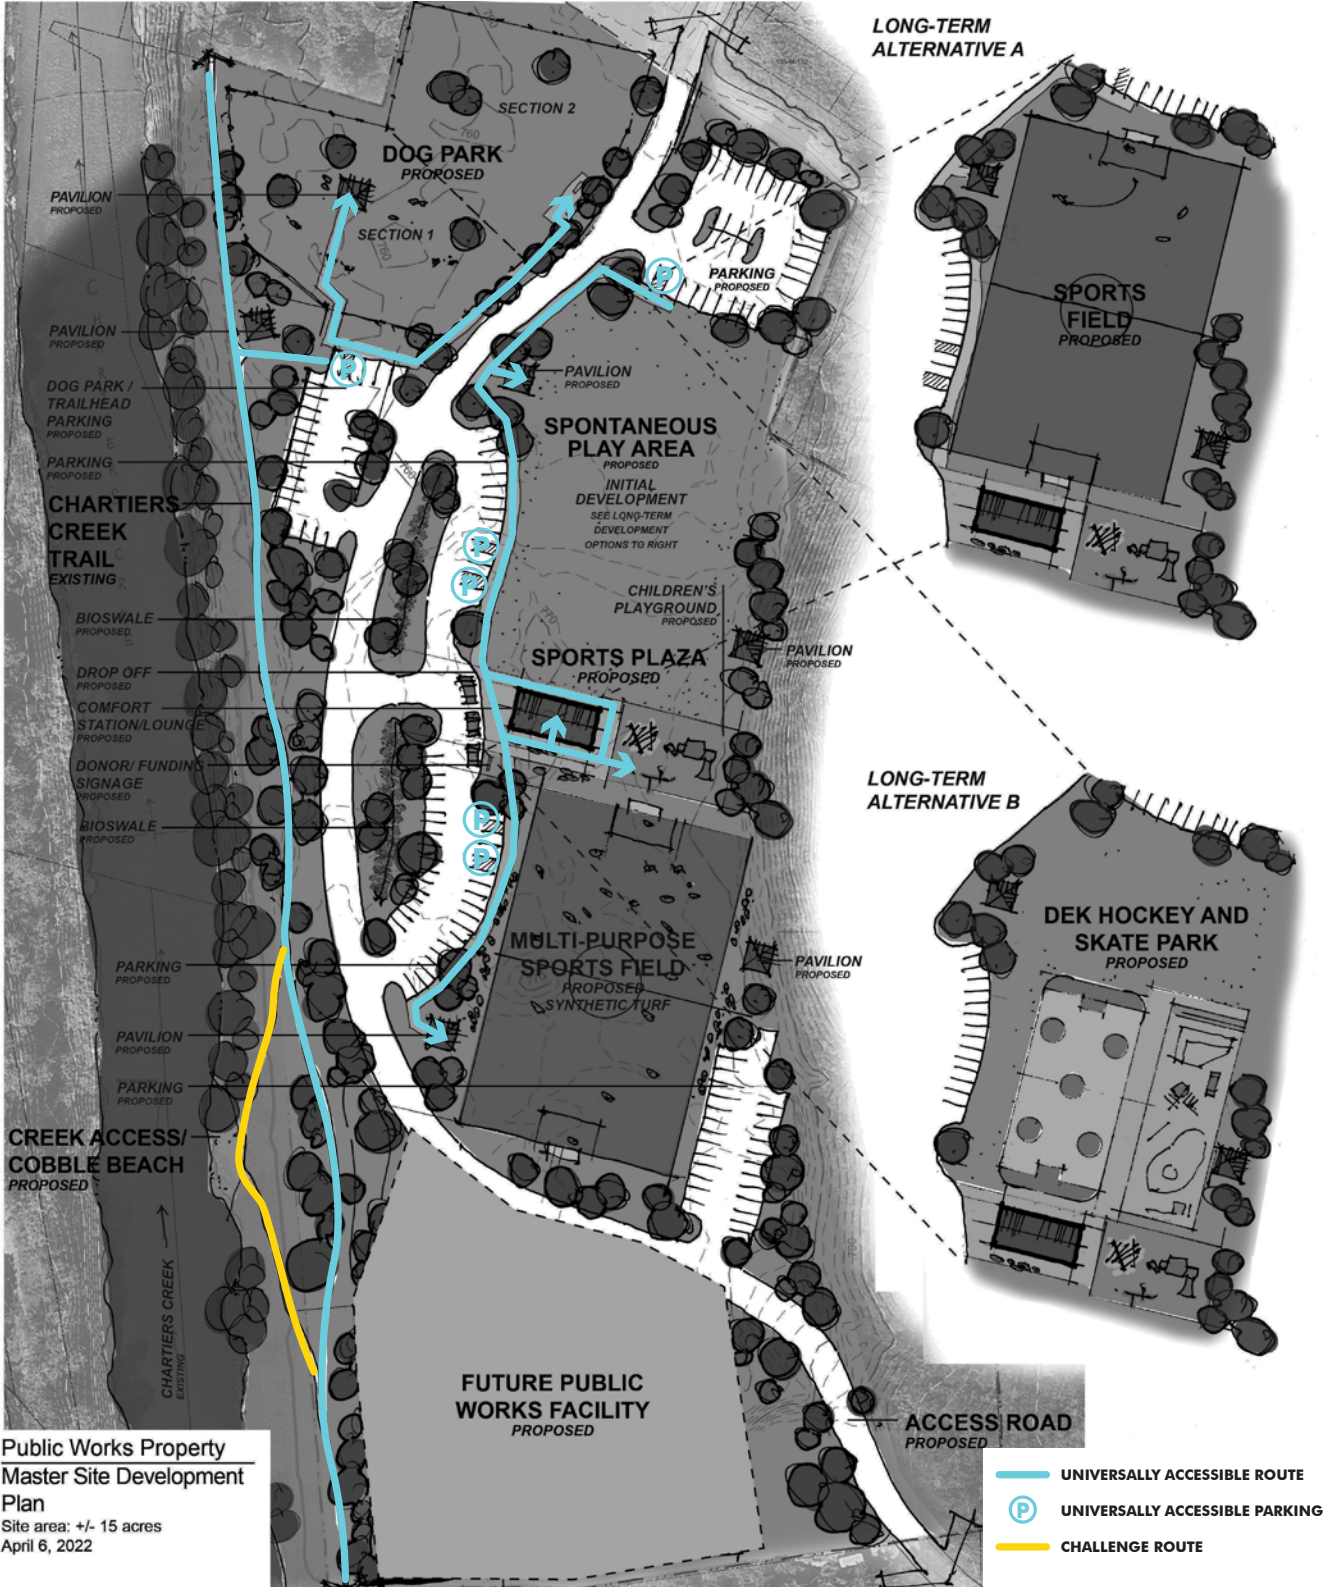 LONG-TERM
ALTERNATIVE A
SECTION 2
760
DOG PARK
PROPOSED
PAVILION
PROPOSED
SECTION 1
760
PARKING
PROPOSED
P
SPORTS
FIELD
PROPOSED
PAVILION
PROPOSED
P
PAVILION
PROPOSED
DOG PARK /
TRAILHEAD
PARKING
PROPOSED
SPONTANEOUS
PLAY AREA
PROPOSED
PARKING
PROPOSED
760
INITIAL
DEVELOPMENT
SEE LONG-TERM
DEVELOPMENT
OPTIONS TO RIGHT
CHARTIERS
CREEK
TRAIL
EXISTING
P
P
CHILDREN'S
PLAYGROUND
PROPOSED
770
BIOSWALE
PROPOSED
SPORTS PLAZA
PROPOSED
PAVILION
PROPOSED
DROP OFF
PROPOSED
COMFORT
STATION/LOUNGE
PROPOSED
DONOR/ FUNDING
SIGNAGE
PROPOSED
LONG-TERM
ALTERNATIVE B
BIOSWALE
PROPOSED
P
P
DEK HOCKEY AND
SKATE PARK
PROPOSED
MULTI-PURPOSE
SPORTS FIELD
PROPOSED
SYNTHETIC TURF
PARKING
PROPOSED
PAVILION
PROPOSED
PAVILION
PROPOSED
PARKING
PROPOSED
CREEK ACCESS/
COBBLE BEACH
PROPOSED
CHARTIERS CREEK
EXISTING
FUTURE PUBLIC
WORKS FACILITY
PROPOSED
ACCESS ROAD
PROPOSED
Public Works Property
Master Site Development
Plan
Site area: +/- 15 acres
April 6, 2022
UNIVERSALLY ACCESSIBLE ROUTE
P
UNIVERSALLY ACCESSIBLE PARKING
CHALLENGE ROUTE